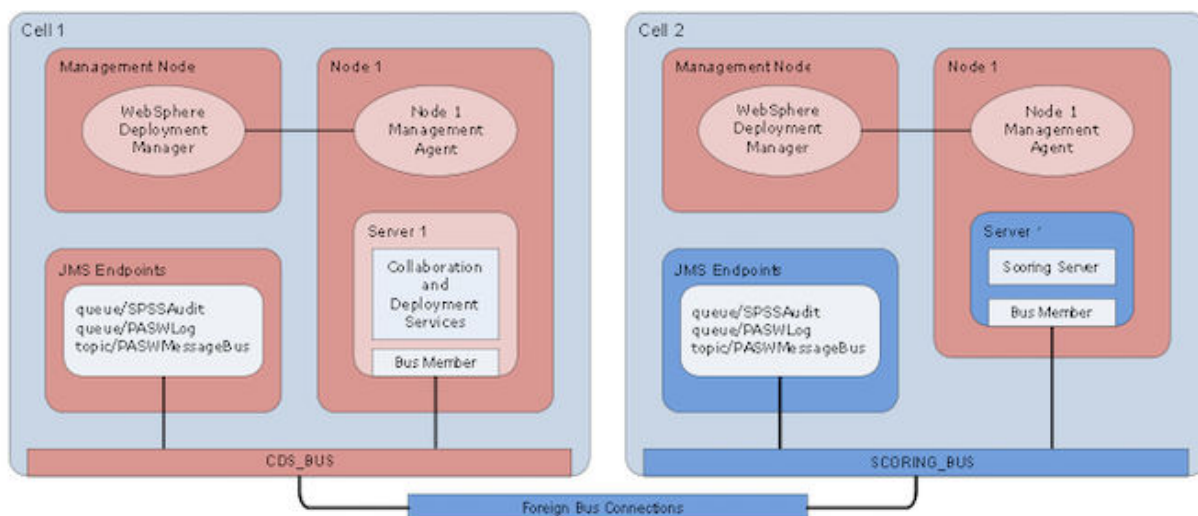 Cell 1
Management Node
WebSphere
Deployment
Manager
Node 1
Node 1
Management
Agent
Server 1
Collaboration
and
Deployment
Services
Bus Member
JMS Endpoints
queue/SPSSAudit
queue/PASWLog
topic/PASWMessageBus
CDS_BUS
Cell 2
Management Node
WebSphere
Deployment
Manager
Node 1
Node 1
Management
Agent
Server
Scoring Server
Bus Member
JMS Endpoints
queue/SPSSAudit
queue/PASWLog
topic/PASWMessageBus
SCORING_BUS
Foreign Bus Connections